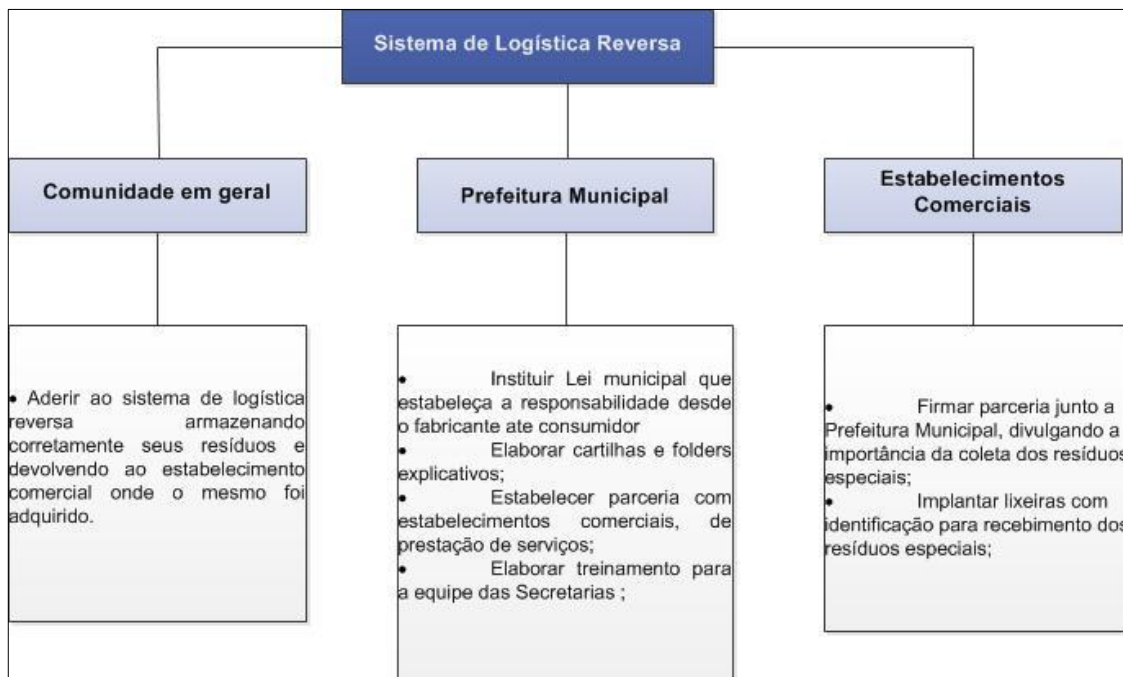 Sistema de Logística Reversa
Comunidade em geral
• Aderir ao sistema de logística
reversa armazenando
corretamente seus resíduos e
devolvendo ao estabelecimento
comercial onde o mesmo foi
adquirido.
Prefeitura Municipal
• Instituir Lei municipal que
estabeleça a responsabilidade desde
o fabricante ate consumidor
• Elaborar cartilhas e folders
explicativos;
• Estabelecer parceria com
estabelecimentos comerciais, de
prestação de serviços;
• Elaborar treinamento para
a equipe das Secretarias ;
Estabelecimentos
Comerciais
• Firmar parceria junto a
Prefeitura Municipal, divulgando a
importância da coleta dos resíduos
especiais;
• Implantar lixeiras com
identificação para recebimento dos
resíduos especiais;